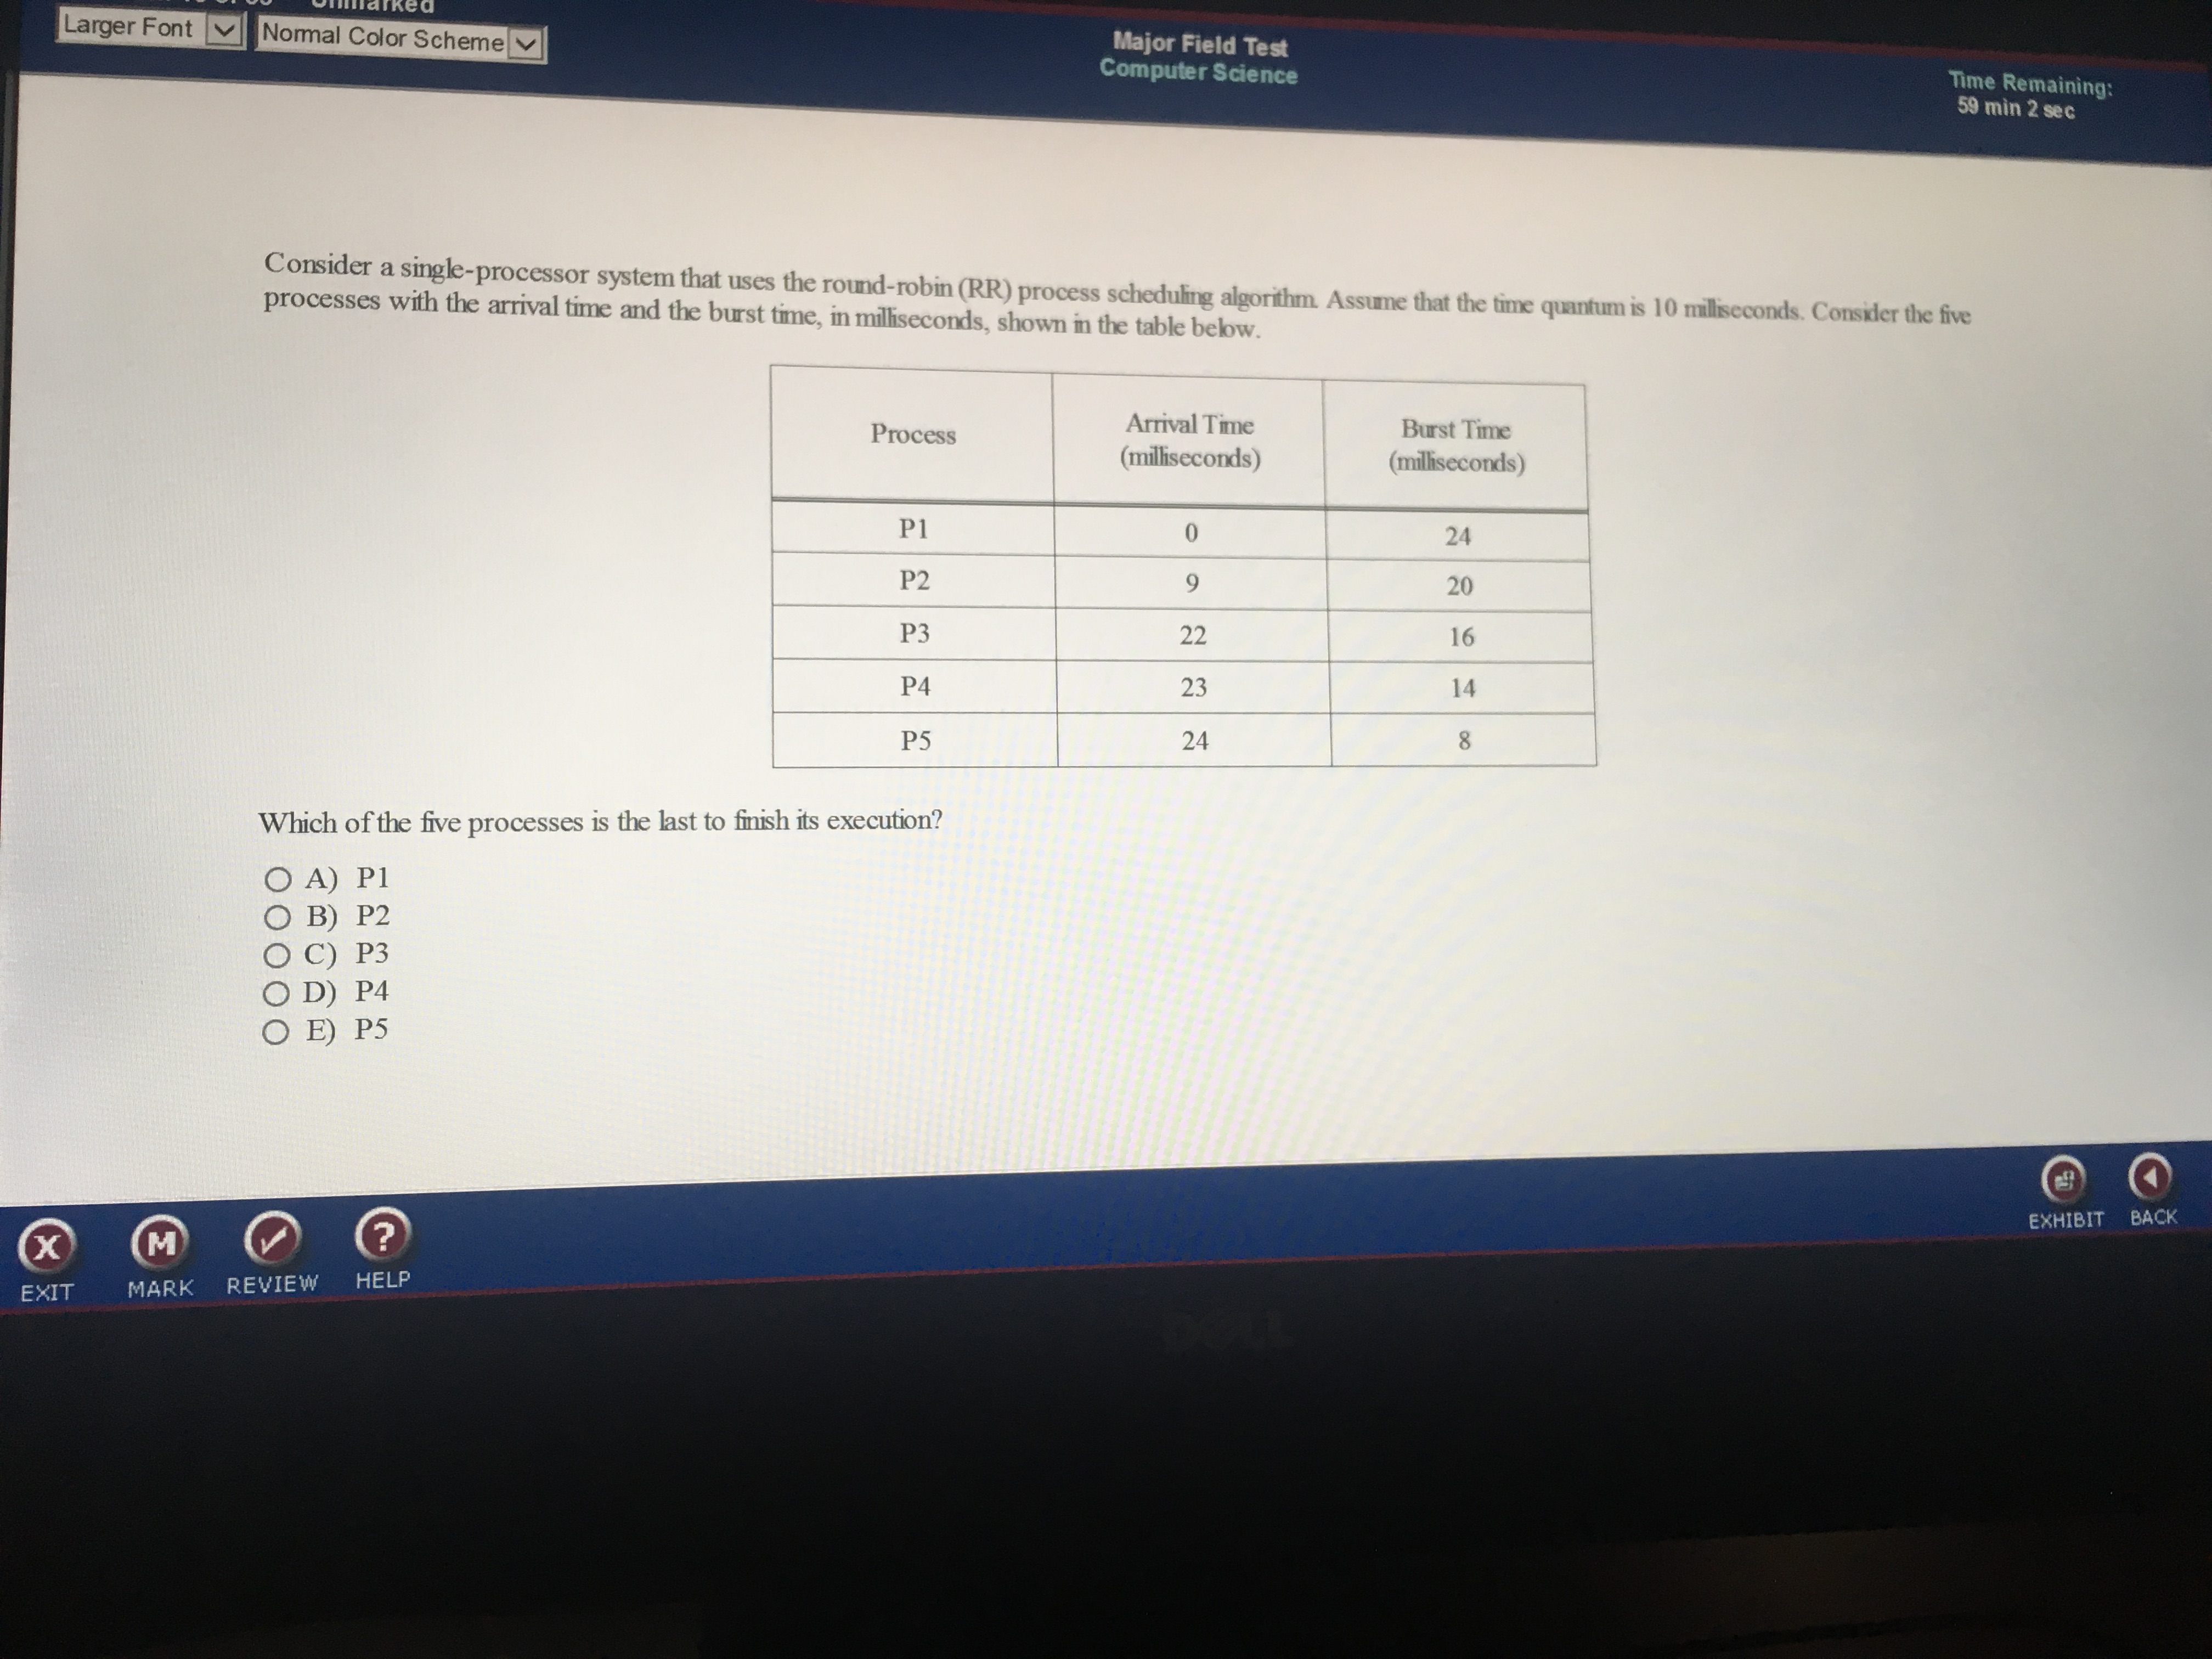 Unmarked
Larger Font
Normal Color Scheme
Major Field Test
Computer Science
Time Remaining:
59 min 2 sec
Consider a single-processor system that uses the round-robin (RR) process scheduling algorithm. Assume that the time quantum is 10 milliseconds. Consider the five
processes with the arrival time and the burst time, in milliseconds, shown in the table below.
Process Arrival Time (milliseconds) Burst Time (milliseconds)
P1 0 24
P2 9 20
P3 22 16
P4 23 14
P5 24 8
Which of the five processes is the last to finish its execution?
A) P1
B) P2
C) P3
D) P4
E) P5
X M ?
EXIT MARK REVIEW HELP
EXHIBIT BACK
DELL